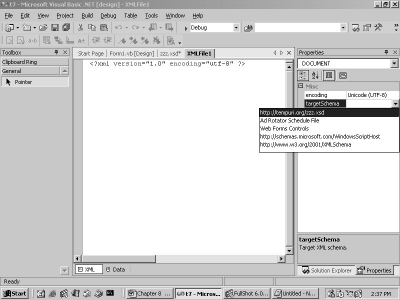 E7 - Microsoft Visual Basic .NET [design] - XMLFile1
File Edit View Project Build Debug Table Tools Window Help
Debug
Toolbox
Clipboard Ring
General
Pointer
Start Page Form1.vb [Design] zzz.xsd* XMLFile1
<?xml version="1.0" encoding="utf-8" ?>
XML Data
Properties
DOCUMENT
Misc
encoding Unicode (UTF-8)
targetSchema
http://tempuri.org/zzz.xsd
Ad Rotator Schedule File
Web Forms Controls
http://schemas.microsoft.com/WindowsScriptHost
http://www.w3.org/2001/XMLSchema
targetSchema
Target XML schema.
Solution Explorer Properties
Ready
Start
Chapter 8
E7 - Micros...
FullShot 6.0
Untitled - N
2:37 PM